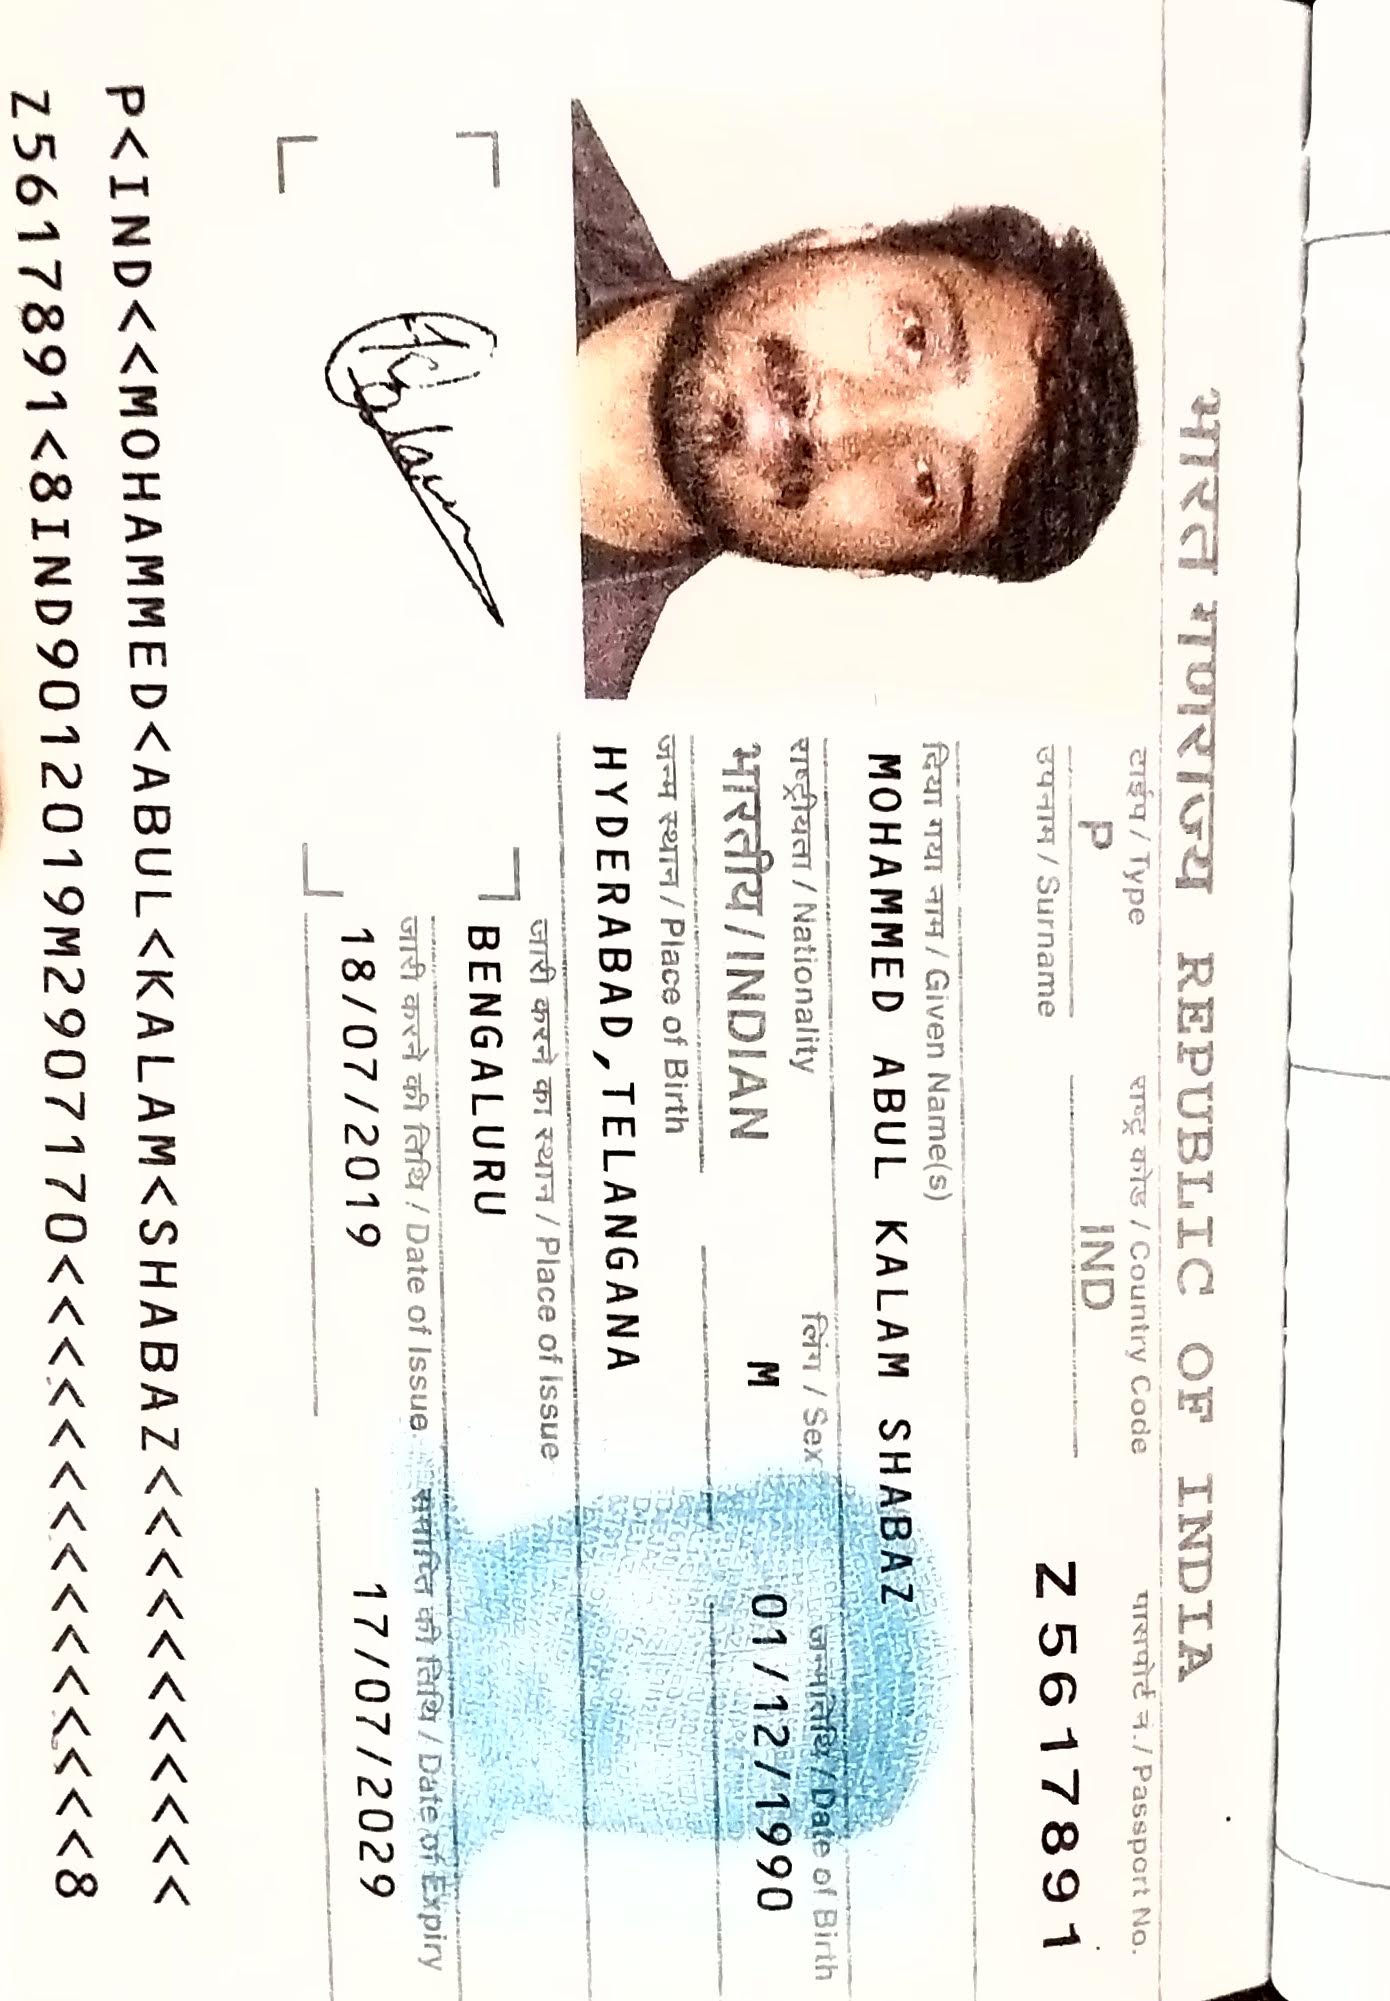 भारत गणराज्य REPUBLIC OF INDIA
टाईप / Type
राष्ट्र कोड / Country Code
पासपोर्ट नं. / Passport No.
P
IND
Z5617891
उपनाम / Surname
दिया गया नाम / Given Name(s)
MOHAMMED ABUL KALAM SHABAZ
राष्ट्रीयता / Nationality
लिंग / Sex
जन्मतिथि / Date of Birth
भारतीय / INDIAN
M
01/12/1990
जन्म स्थान / Place of Birth
HYDERABAD,TELANGANA
जारी करने का स्थान / Place of Issue
BENGALURU
जारी करने की तिथि / Date of Issue
समाप्ति की तिथि / Date of Expiry
18/07/2019
17/07/2029
P<IND<<MOHAMMED<ABUL<KALAM<SHABAZ<<<<<<<<<<<
Z5617891<8IND9012019M2907170<<<<<<<<<<<<<<<8